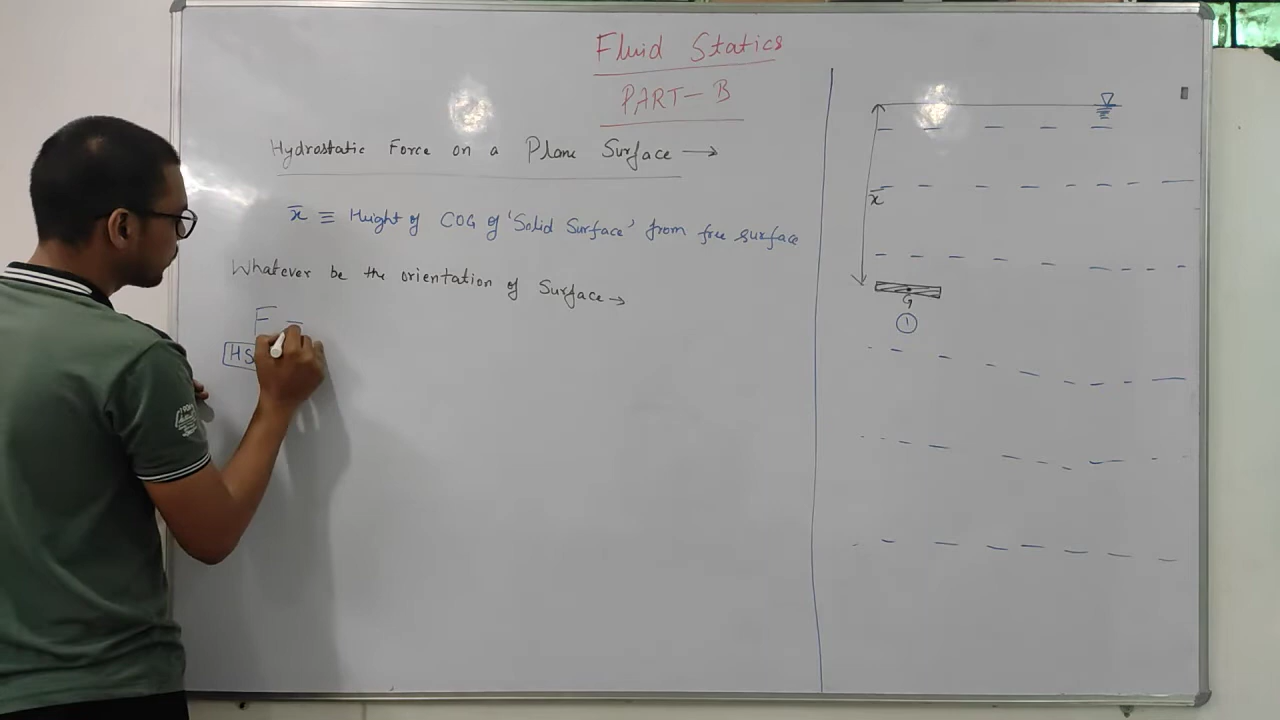 Fluid Statics
PART-B
Hydrostatic Force on a Plane Surface →
x̄ ≡ Height of COG of 'Solid Surface' from free surface
Whatever be the orientation of Surface →
F =
HS
x̄
G
1